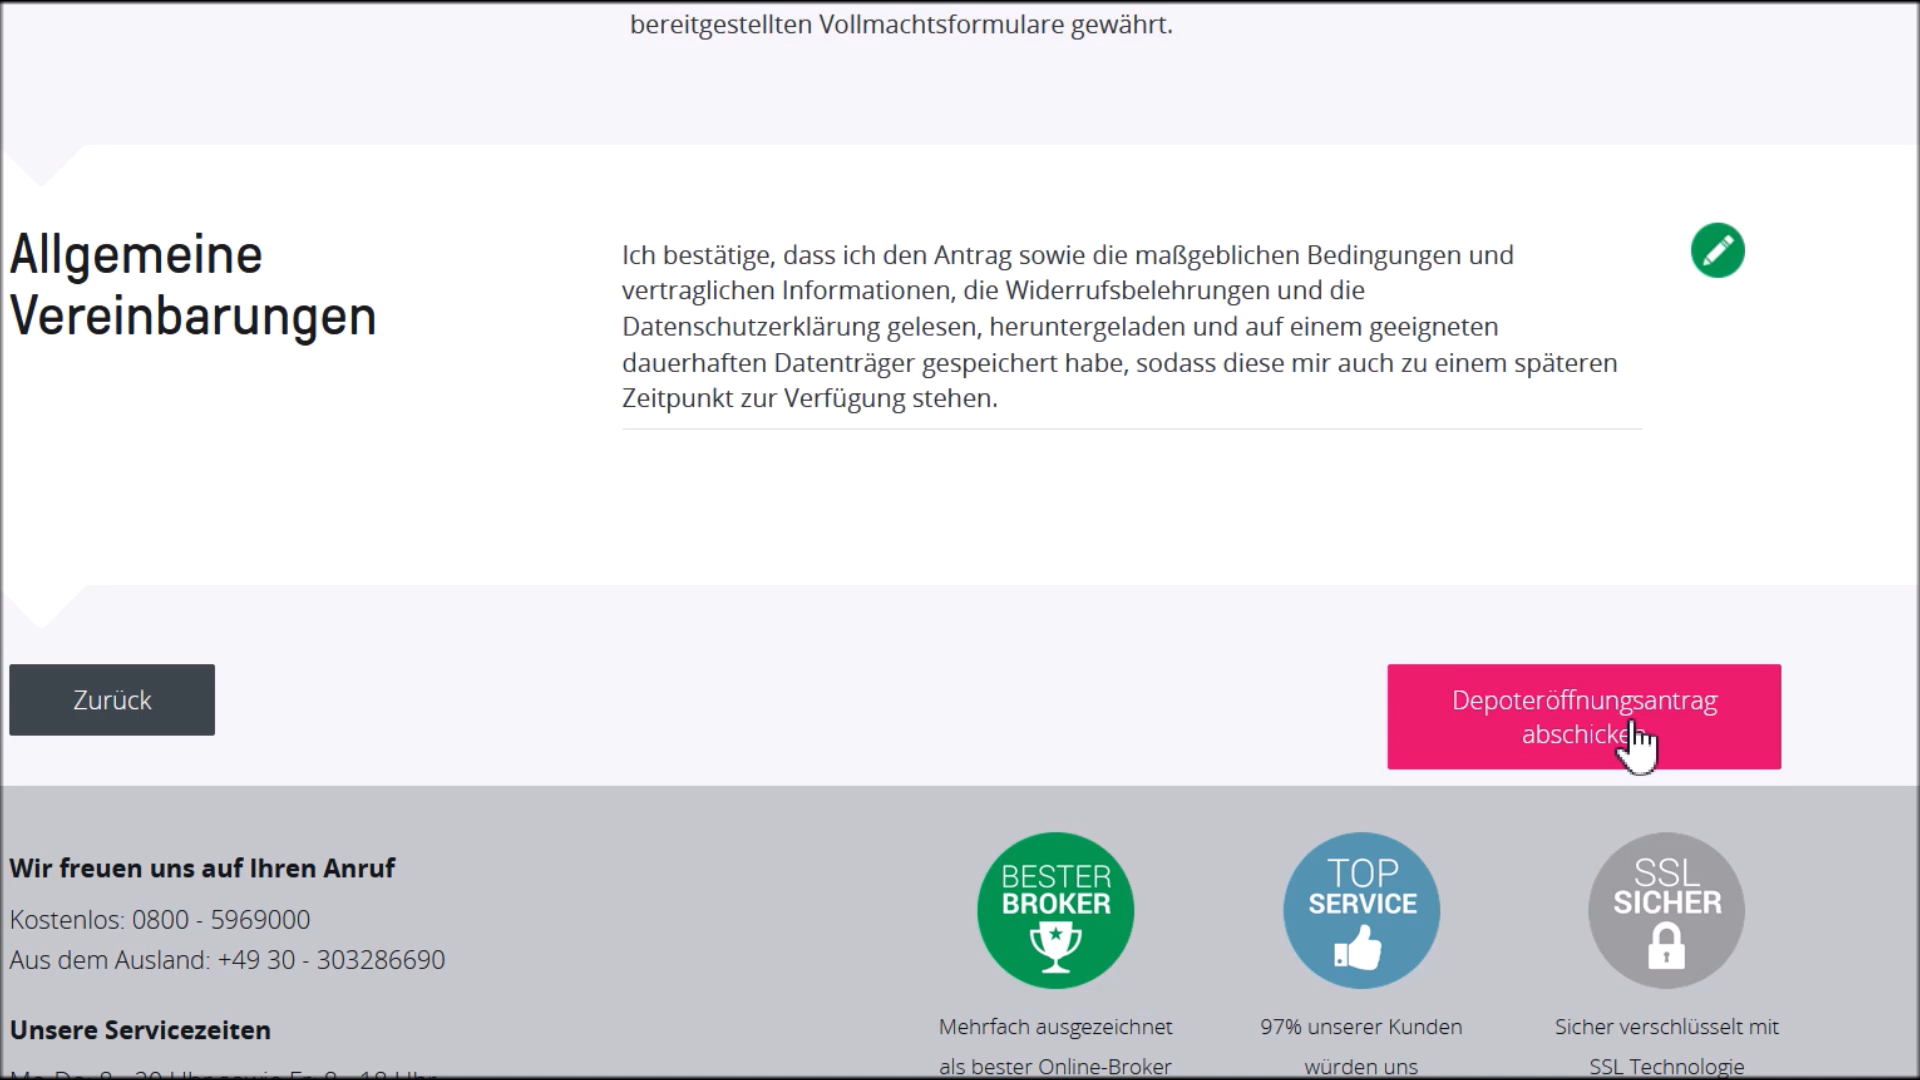 bereitgestellten Vollmachtsformulare gewährt.
Allgemeine
Vereinbarungen
Ich bestätige, dass ich den Antrag sowie die maßgeblichen Bedingungen und
vertraglichen Informationen, die Widerrufsbelehrungen und die
Datenschutzerklärung gelesen, heruntergeladen und auf einem geeigneten
dauerhaften Datenträger gespeichert habe, sodass diese mir auch zu einem späteren
Zeitpunkt zur Verfügung stehen.
Zurück
Depoteröffnungsantrag
abschicken
Wir freuen uns auf Ihren Anruf
Kostenlos: 0800 - 5969000
Aus dem Ausland: +49 30 - 303286690
Unsere Servicezeiten
BESTER
BROKER
Mehrfach ausgezeichnet
als bester Online-Broker
TOP
SERVICE
97% unserer Kunden
würden uns
SSL
SICHER
Sicher verschlüsselt mit
SSL Technologie